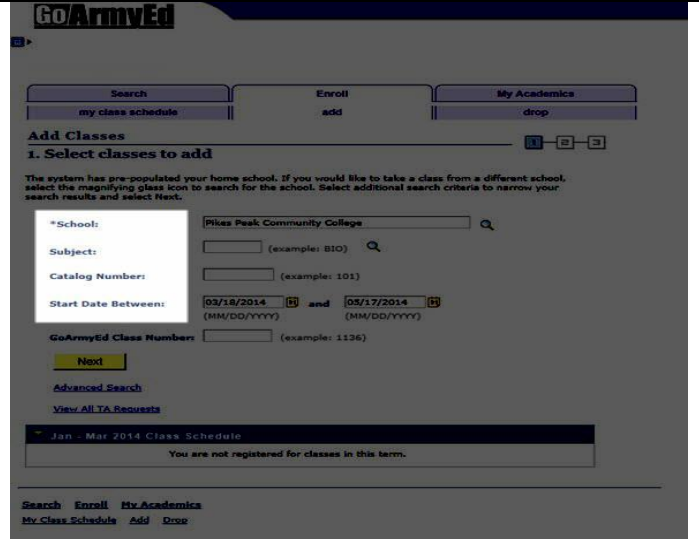 GoArmyEd
Search Enroll My Academics
my class schedule add drop
Add Classes
1 2 3
1. Select classes to add
The system has pre-populated your home school. If you would like to take a class from a different school,
select the magnifying glass icon to search for the school. Select additional search criteria to narrow your
search results and select Next.
*School: Pikes Peak Community College
Subject: (example: BIO)
Catalog Number: (example: 101)
Start Date Between: 03/18/2014 and 05/17/2014
(MM/DD/YYYY) (MM/DD/YYYY)
GoArmyEd Class Number: (example: 1136)
Next
Advanced Search
View All TA Requests
Jan - Mar 2014 Class Schedule
You are not registered for classes in this term.
Search Enroll My Academics
My Class Schedule Add Drop